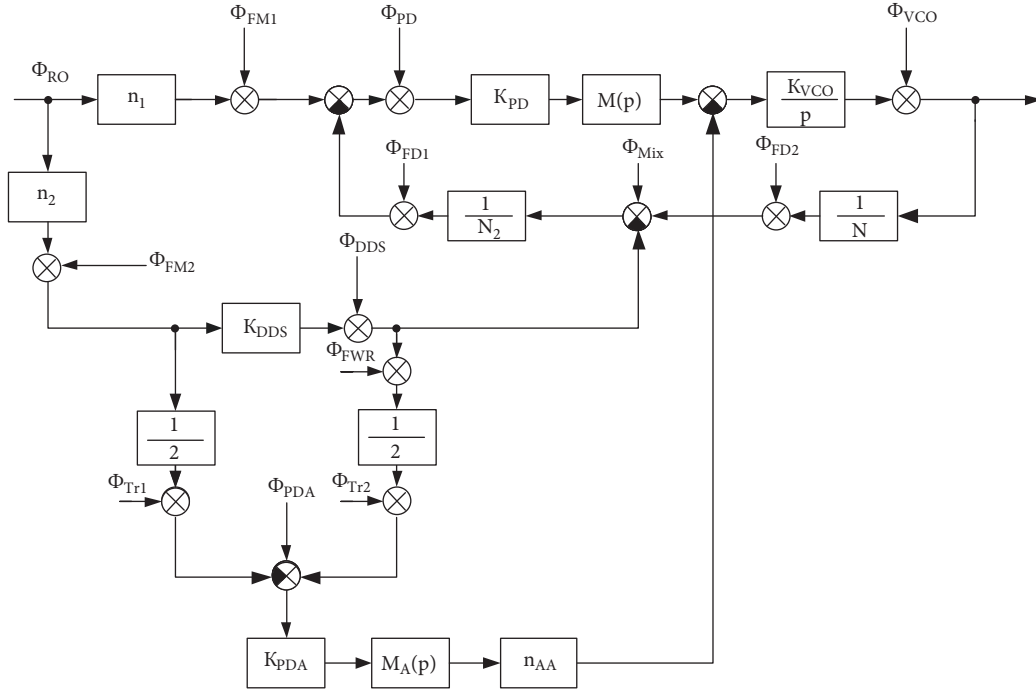 Φ_FM1
Φ_PD
Φ_VCO
Φ_RO
n_1
K_PD
M(p)
K_VCO
p
Φ_FD1
Φ_Mix
Φ_FD2
n_2
1
N_2
1
N
Φ_FM2
Φ_DDS
K_DDS
Φ_FWR
1
2
1
2
Φ_Tr1
Φ_PDA
Φ_Tr2
K_PDA
M_A(p)
n_AA